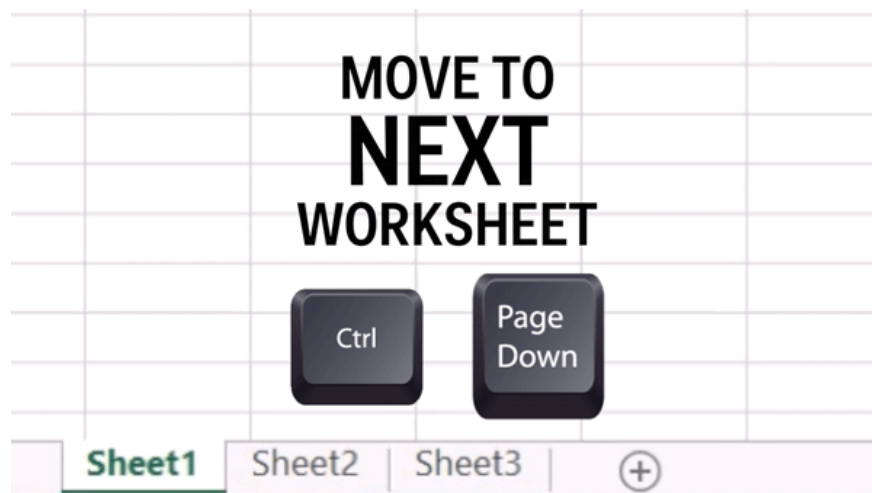 MOVE TO
NEXT
WORKSHEET
Ctrl
Page
Down
Sheet1 Sheet2 Sheet3